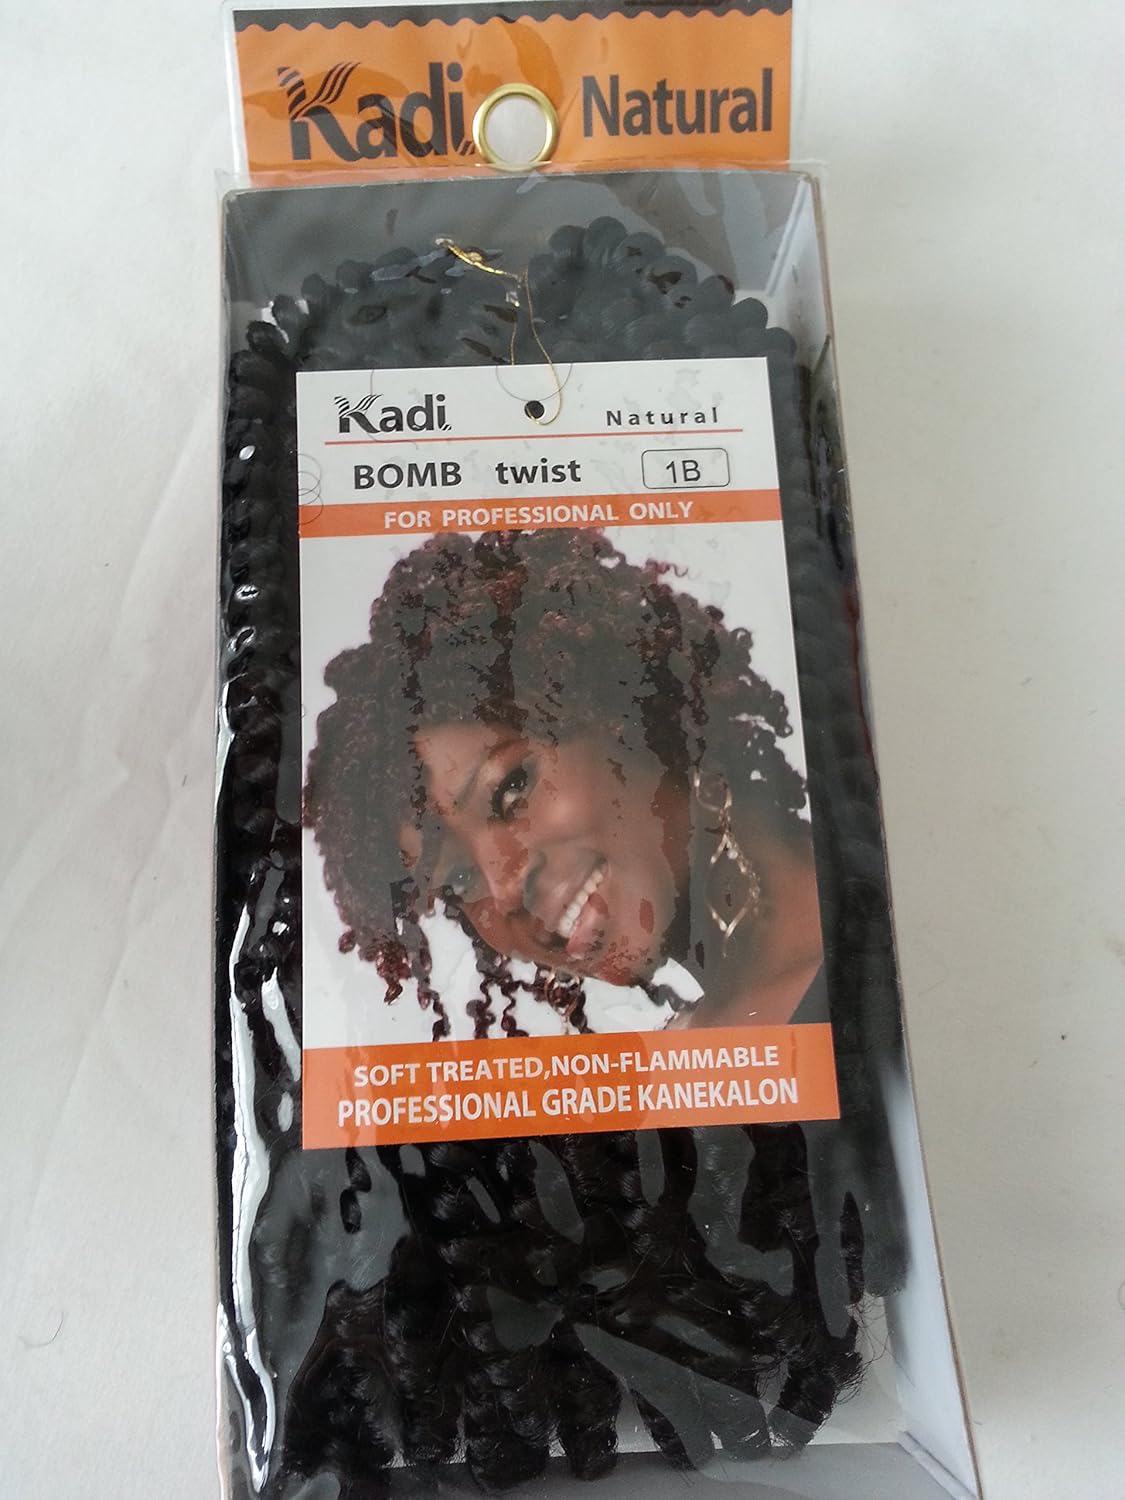 Kadi Natural
Kadi Natural
BOMB twist 1B
FOR PROFESSIONAL ONLY
SOFT TREATED,NON-FLAMMABLE
PROFESSIONAL GRADE KANEKALON